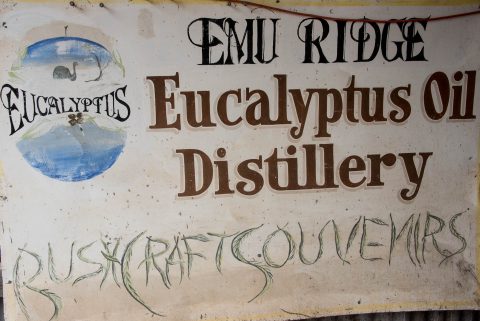 EMU RIDGE
EUCALYPTUS
Eucalyptus Oil
Distillery
BUSHCRAFT SOUVENIRS